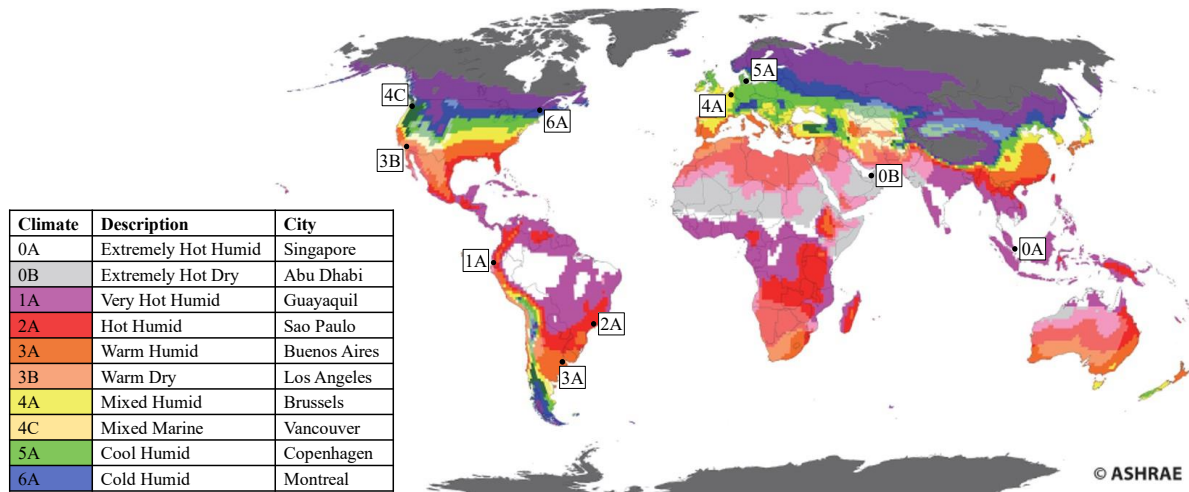 5A
4C
4A
6A
3B
0B
Climate Description City
0A Extremely Hot Humid Singapore
0B Extremely Hot Dry Abu Dhabi
1A Very Hot Humid Guayaquil
2A Hot Humid Sao Paulo
3A Warm Humid Buenos Aires
3B Warm Dry Los Angeles
4A Mixed Humid Brussels
4C Mixed Marine Vancouver
5A Cool Humid Copenhagen
6A Cold Humid Montreal
0A
1A
2A
3A
© ASHRAE